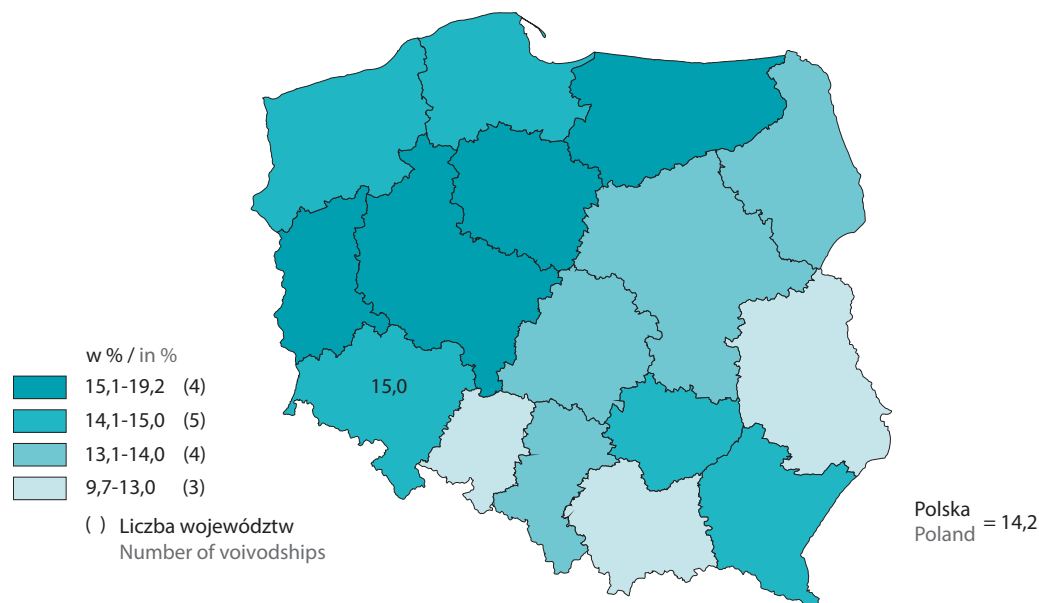 15,0
w % / in %
15,1-19,2 (4)
14,1-15,0 (5)
13,1-14,0 (4)
9,7-13,0 (3)
( ) Liczba województw
Number of voivodships
Polska
Poland = 14,2